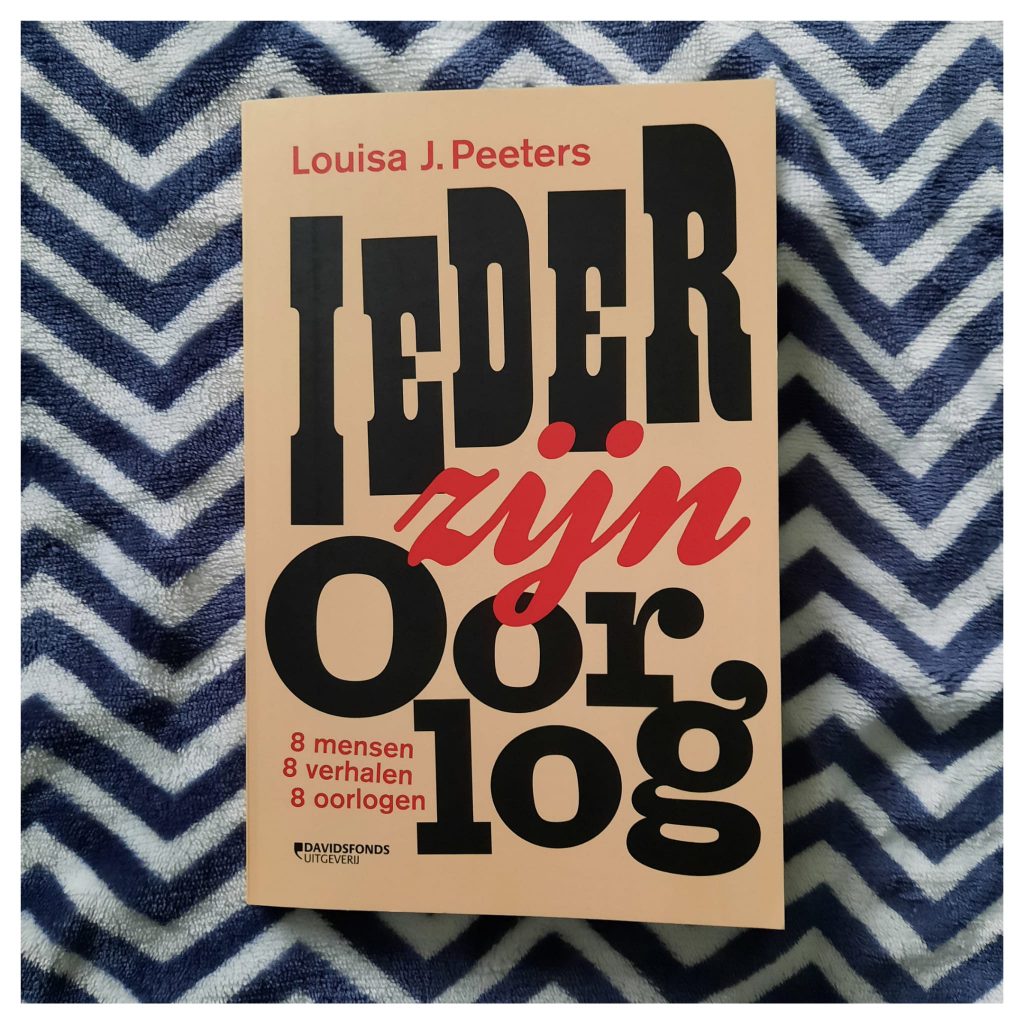 Louisa J. Peeters
IEDER
zijn
Oor
log
8 mensen
8 verhalen
8 oorlogen
DAVIDSFONDS
UITGEVERIJ